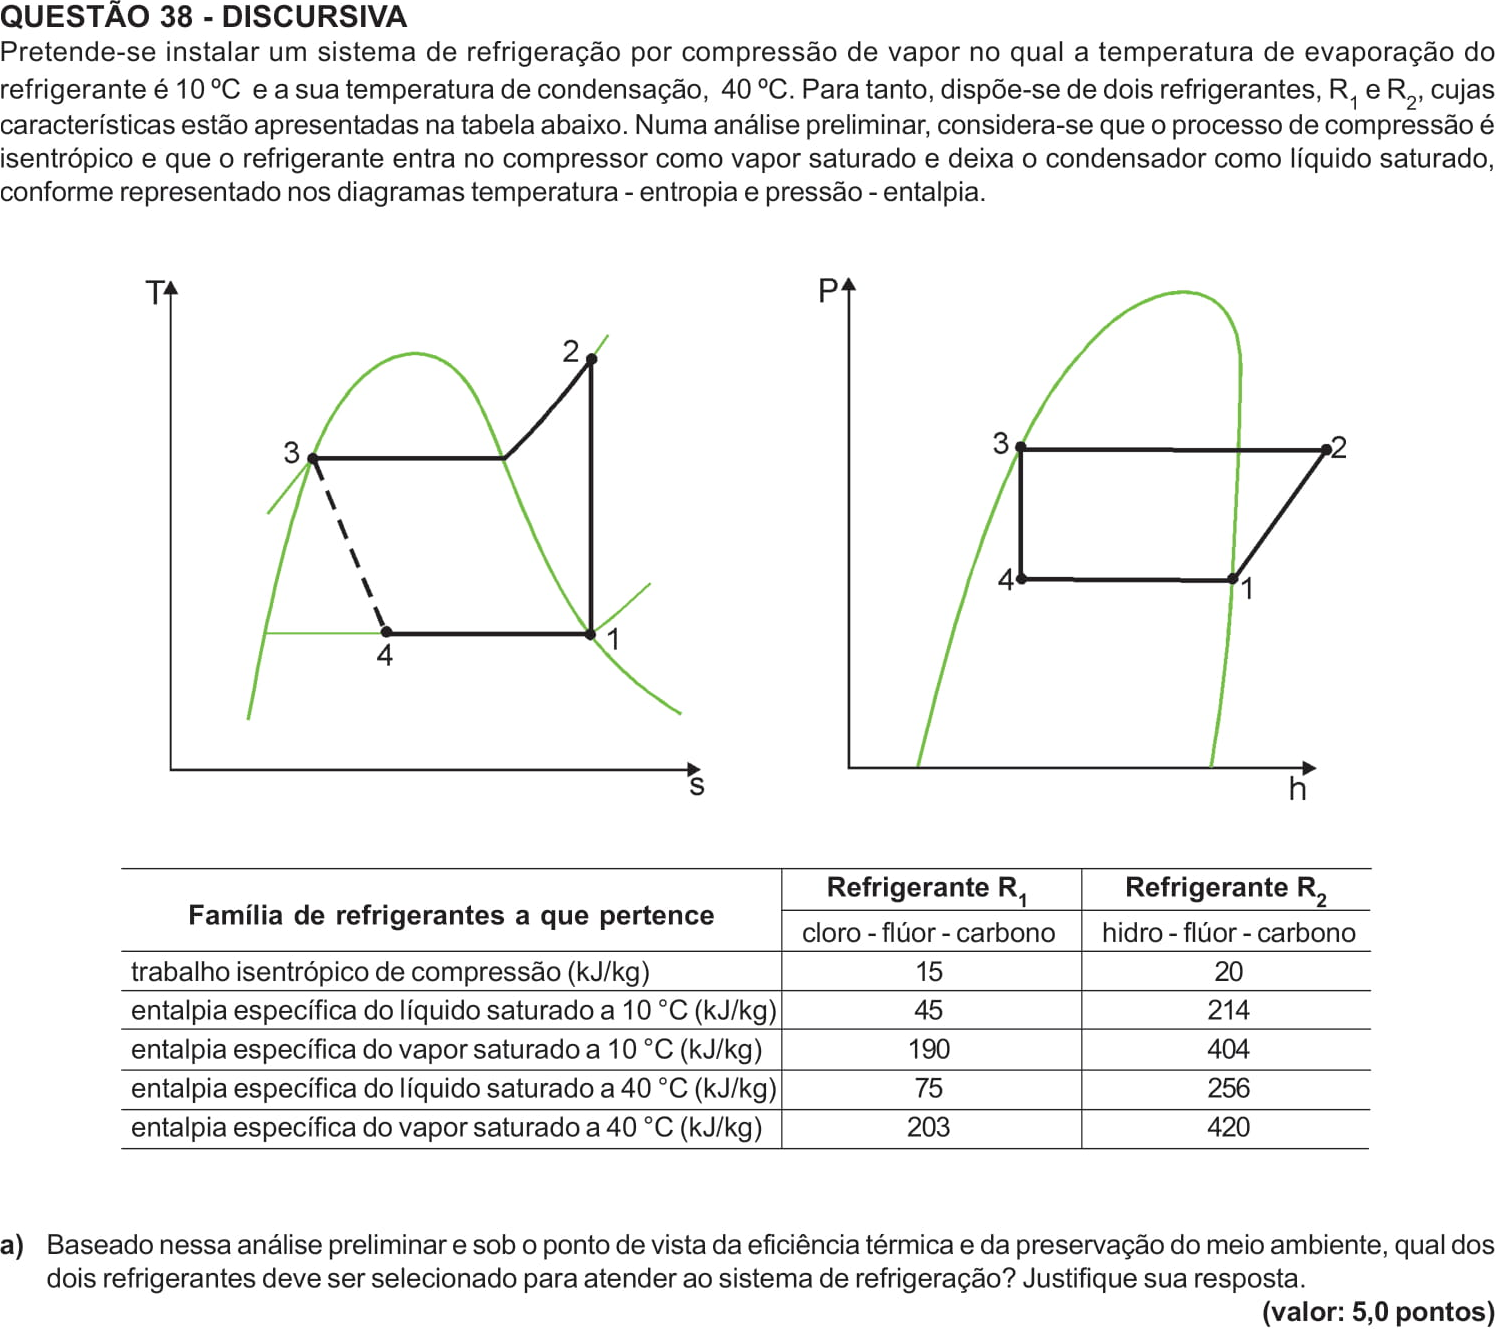 QUESTÃO 38 - DISCURSIVA
Pretende-se instalar um sistema de refrigeração por compressão de vapor no qual a temperatura de evaporação do
refrigerante é 10 ºC e a sua temperatura de condensação, 40 ºC. Para tanto, dispõe-se de dois refrigerantes, R1 e R2, cujas
características estão apresentadas na tabela abaixo. Numa análise preliminar, considera-se que o processo de compressão é
isentrópico e que o refrigerante entra no compressor como vapor saturado e deixa o condensador como líquido saturado,
conforme representado nos diagramas temperatura - entropia e pressão - entalpia.
T
2
3
4
1
s
P
3
2
4
1
h
Família de refrigerantes a que pertence
Refrigerante R1
Refrigerante R2
cloro - flúor - carbono
hidro - flúor - carbono
trabalho isentrópico de compressão (kJ/kg) 15 20
entalpia específica do líquido saturado a 10 °C (kJ/kg) 45 214
entalpia específica do vapor saturado a 10 °C (kJ/kg) 190 404
entalpia específica do líquido saturado a 40 °C (kJ/kg) 75 256
entalpia específica do vapor saturado a 40 °C (kJ/kg) 203 420
a) Baseado nessa análise preliminar e sob o ponto de vista da eficiência térmica e da preservação do meio ambiente, qual dos
dois refrigerantes deve ser selecionado para atender ao sistema de refrigeração? Justifique sua resposta.
(valor: 5,0 pontos)